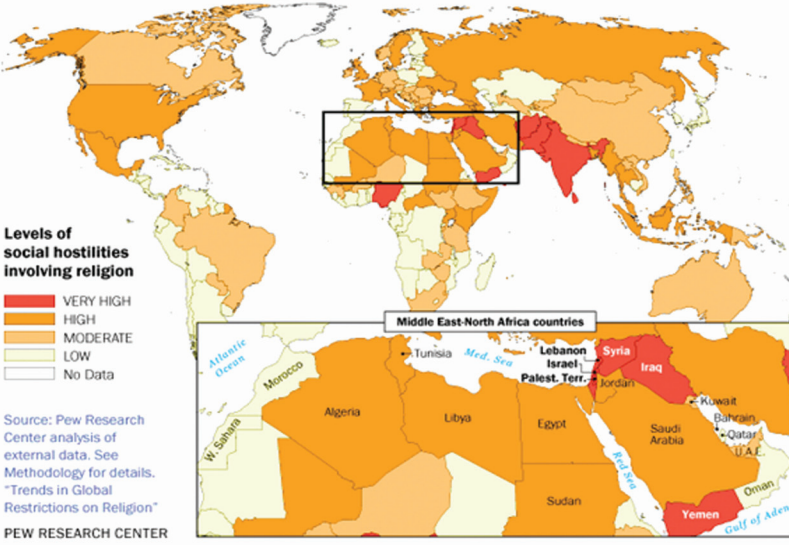 Levels of
social hostilities
involving religion
VERY HIGH
HIGH
MODERATE
LOW
No Data
Source: Pew Research
Center analysis of
external data. See
Methodology for details.
“Trends in Global
Restrictions on Religion”
PEW RESEARCH CENTER
Middle East-North Africa countries
Atlantic
Ocean
Morocco
W. Sahara
Algeria
Tunisia
Med. Sea
Libya
Egypt
Sudan
Lebanon
Israel
Palest. Terr.
Syria
Iraq
Jordan
Kuwait
Saudi
Arabia
Bahrain
Qatar
U.A.E.
Oman
Red Sea
Yemen
Gulf of Aden